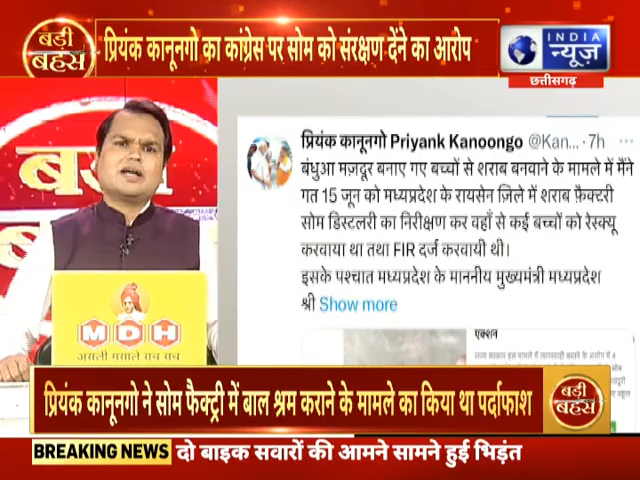 बड़ी
बहस
प्रियंक कानूनगो का कांग्रेस पर सोम को संरक्षण देंने का आरोप
INDIA
न्यूज़
छत्तीसगढ़
प्रियंक कानूनगो Priyank Kanoongo @Kan... · 7h
बंधुआ मज़दूर बनाए गए बच्चों से शराब बनवाने के मामले में मैंने
गत 15 जून को मध्यप्रदेश के रायसेन ज़िले में शराब फ़ैक्टरी
सोम डिस्टलरी का निरीक्षण कर वहाँ से कई बच्चों को रेस्क्यू
करवाया था तथा FIR दर्ज करवायी थी।
इसके पश्चात मध्यप्रदेश के माननीय मुख्यमंत्री मध्यप्रदेश
श्री Show more
एक्शन
MDH
असली मसाले सच सच
प्रियंक कानूनगो ने सोम फैक्ट्री में बाल श्रम कराने के मामले का किया था पर्दाफाश
बड़ी
बहस
BREAKING NEWS दो बाइक सवारों की आमने सामने हुई भिड़ंत